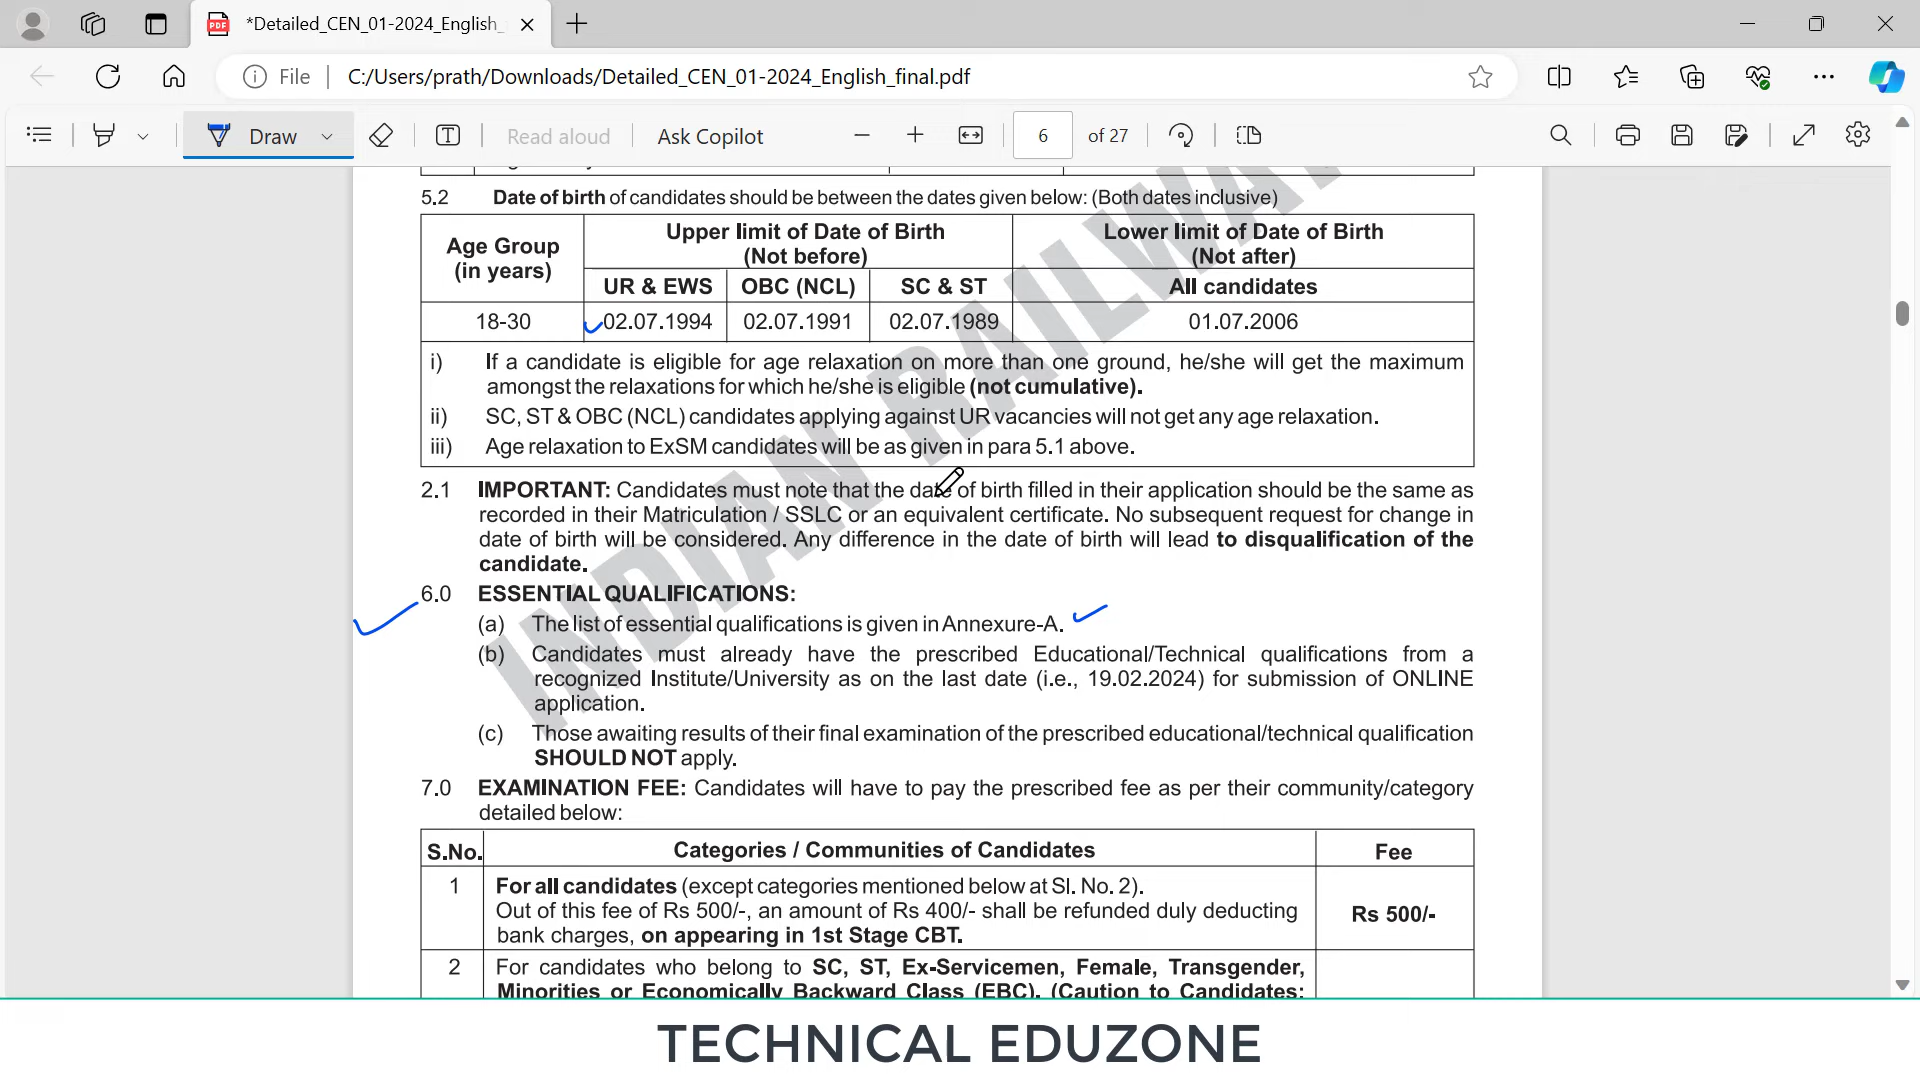 *Detailed_CEN_01-2024_English_
File
C:/Users/prath/Downloads/Detailed_CEN_01-2024_English_final.pdf
Draw
Read aloud
Ask Copilot
6
of 27
5.2 Date of birth of candidates should be between the dates given below: (Both dates inclusive)
Age Group
(in years)
Upper limit of Date of Birth
(Not before)
Lower limit of Date of Birth
(Not after)
UR & EWS OBC (NCL) SC & ST All candidates
18-30 02.07.1994 02.07.1991 02.07.1989 01.07.2006
i) If a candidate is eligible for age relaxation on more than one ground, he/she will get the maximum
amongst the relaxations for which he/she is eligible (not cumulative).
ii) SC, ST & OBC (NCL) candidates applying against UR vacancies will not get any age relaxation.
iii) Age relaxation to ExSM candidates will be as given in para 5.1 above.
2.1 IMPORTANT: Candidates must note that the date of birth filled in their application should be the same as
recorded in their Matriculation / SSLC or an equivalent certificate. No subsequent request for change in
date of birth will be considered. Any difference in the date of birth will lead to disqualification of the
candidate.
6.0 ESSENTIAL QUALIFICATIONS:
(a) The list of essential qualifications is given in Annexure-A.
(b) Candidates must already have the prescribed Educational/Technical qualifications from a
recognized Institute/University as on the last date (i.e., 19.02.2024) for submission of ONLINE
application.
(c) Those awaiting results of their final examination of the prescribed educational/technical qualification
SHOULD NOT apply.
7.0 EXAMINATION FEE: Candidates will have to pay the prescribed fee as per their community/category
detailed below:
S.No. Categories / Communities of Candidates Fee
1 For all candidates (except categories mentioned below at Sl. No. 2).
Out of this fee of Rs 500/-, an amount of Rs 400/- shall be refunded duly deducting
bank charges, on appearing in 1st Stage CBT.
Rs 500/-
2 For candidates who belong to SC, ST, Ex-Servicemen, Female, Transgender,
Minorities or Economically Backward Class (EBC). (Caution to Candidates:
INDIAN RAILWAY
TECHNICAL EDUZONE